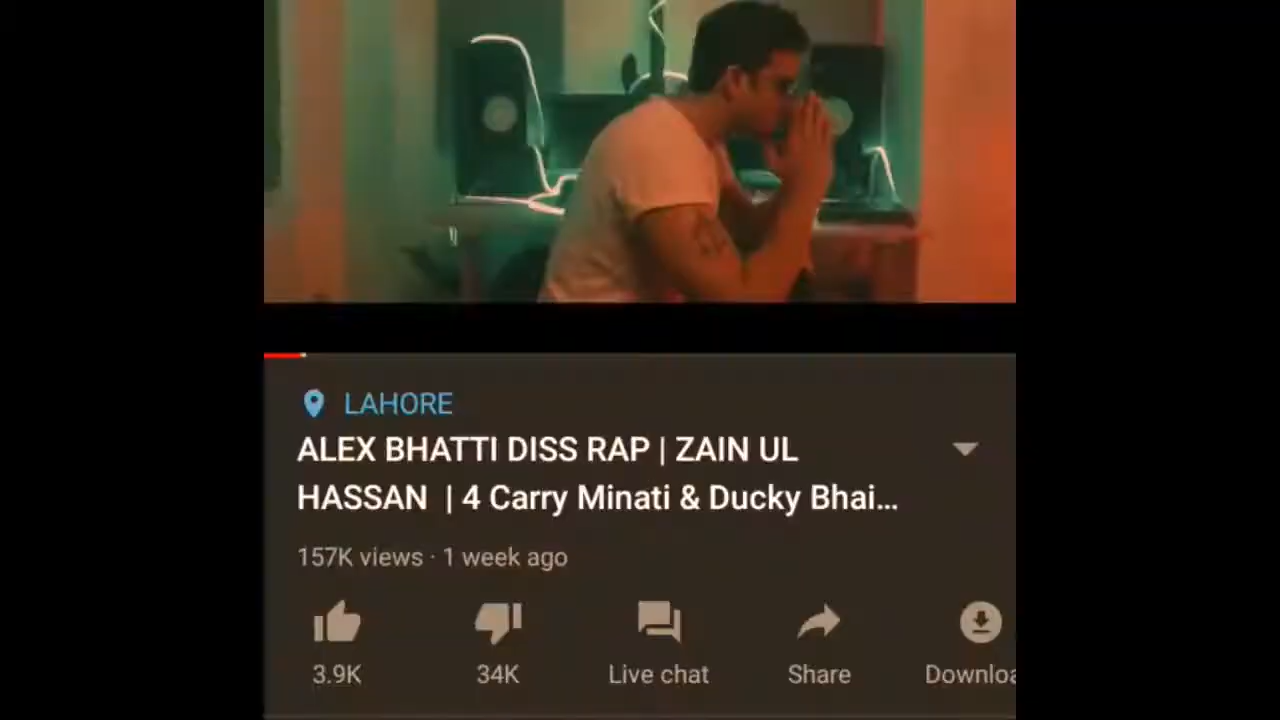 LAHORE
ALEX BHATTI DISS RAP | ZAIN UL
HASSAN | 4 Carry Minati & Ducky Bhai...
157K views · 1 week ago
3.9K 34K Live chat Share Downloa